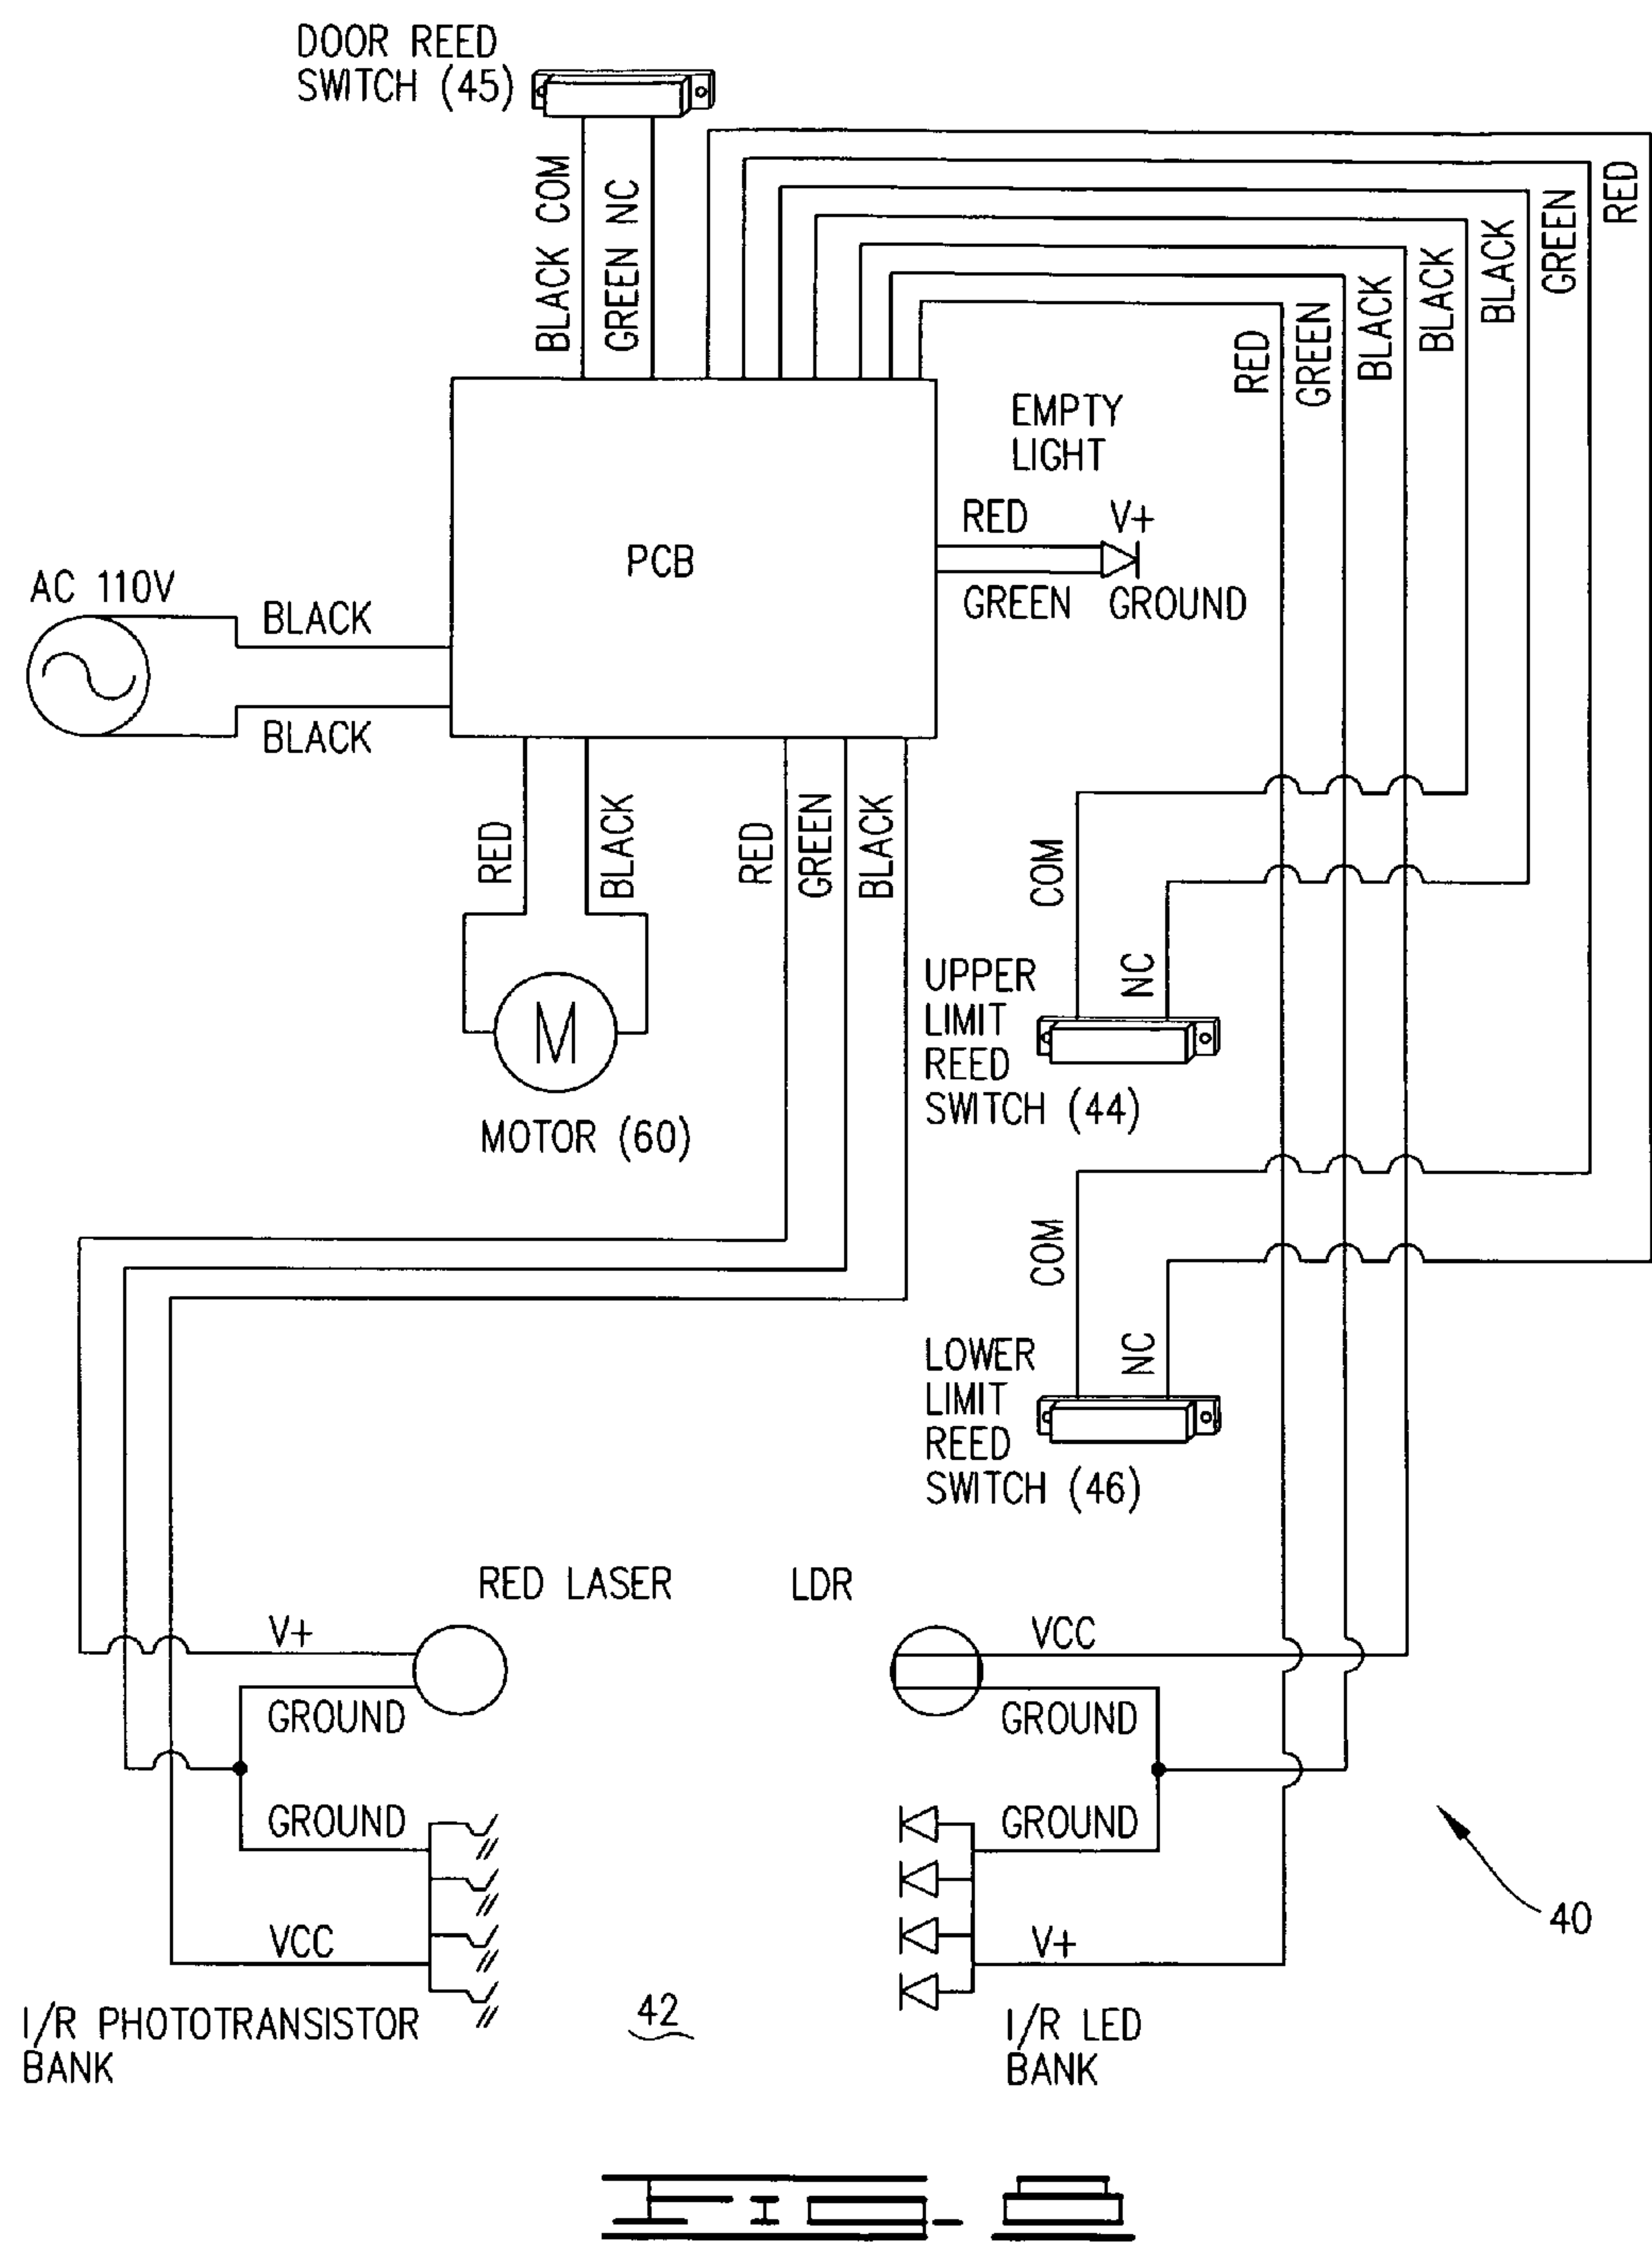 DOOR REED
SWITCH (45)
BLACK COM
GREEN NC
RED
GREEN
BLACK
BLACK
BLACK
GREEN
RED
EMPTY
LIGHT
RED V+
GREEN GROUND
PCB
AC 110V
BLACK
BLACK
RED
BLACK
RED
GREEN
BLACK
MOTOR (60)
COM
NC
UPPER
LIMIT
REED
SWITCH (44)
COM
NC
LOWER
LIMIT
REED
SWITCH (46)
RED LASER
LDR
V+
GROUND
GROUND
VCC
I/R PHOTOTRANSISTOR
BANK
VCC
GROUND
GROUND
V+
I/R LED
BANK
42
40
FIG-8